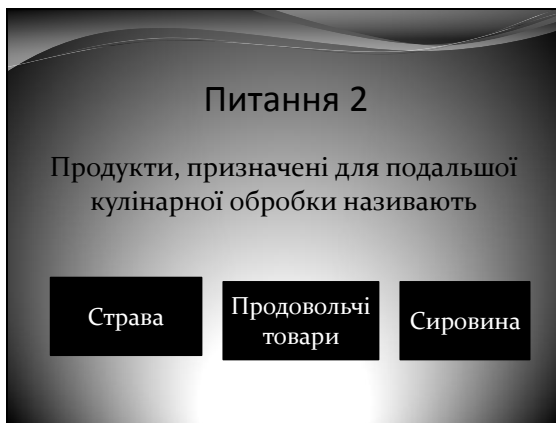 Питання 2
Продукти, призначені для подальшої
кулінарної обробки називають
Страва
Продовольчі
товари
Сировина